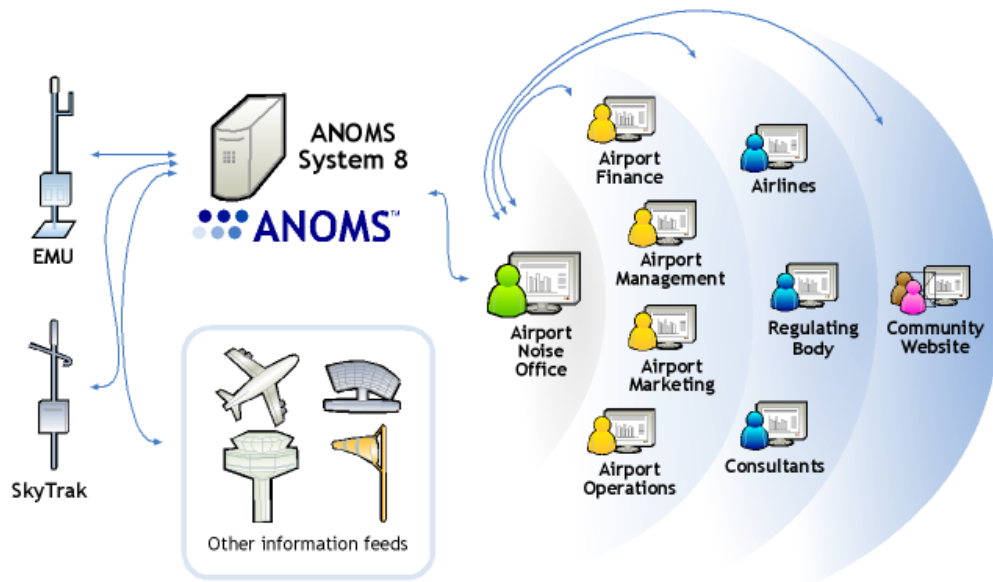 EMU
SkyTrak
ANOMS
System 8
ANOMS™
Other information feeds
Airport
Noise
Office
Airport
Finance
Airport
Management
Airport
Marketing
Airport
Operations
Airlines
Regulating
Body
Consultants
Community
Website